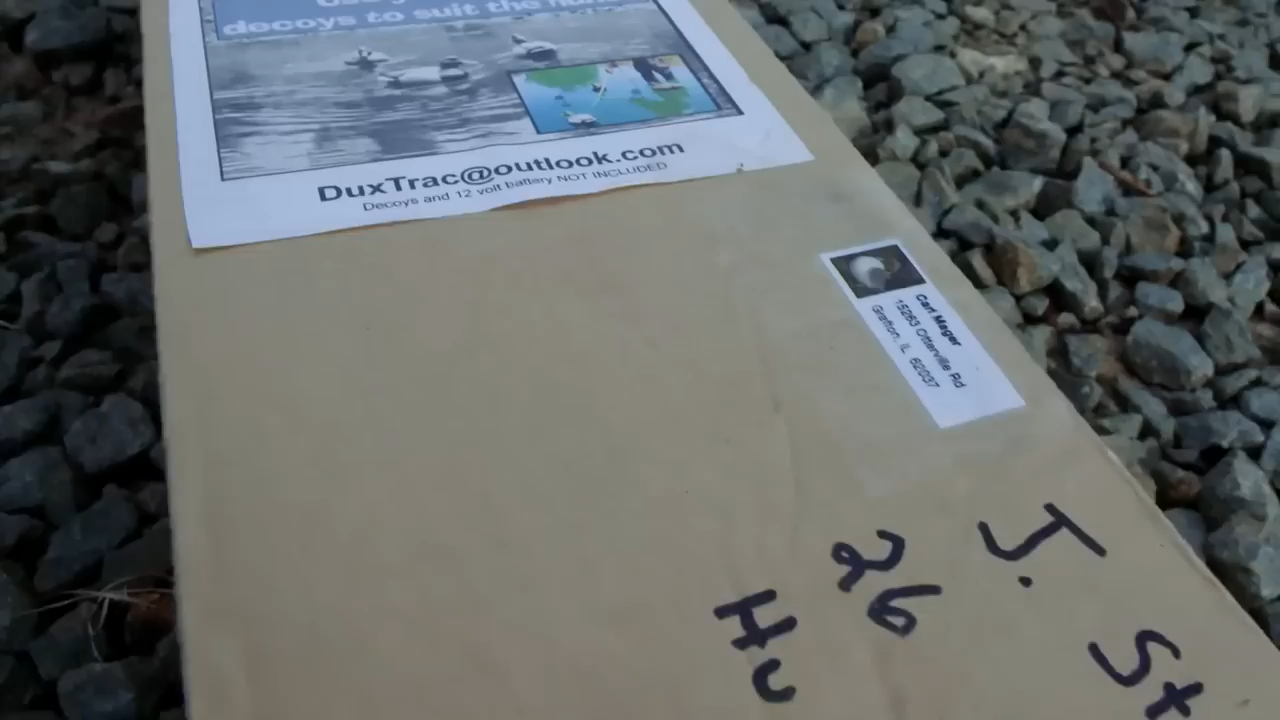 decoys to suit the
DuxTrac@outlook.com
Decoys and 12 volt battery NOT INCLUDED
Carl Mager
15263 Otterville Rd
Grafton, IL 62037
J. St
26
Hu